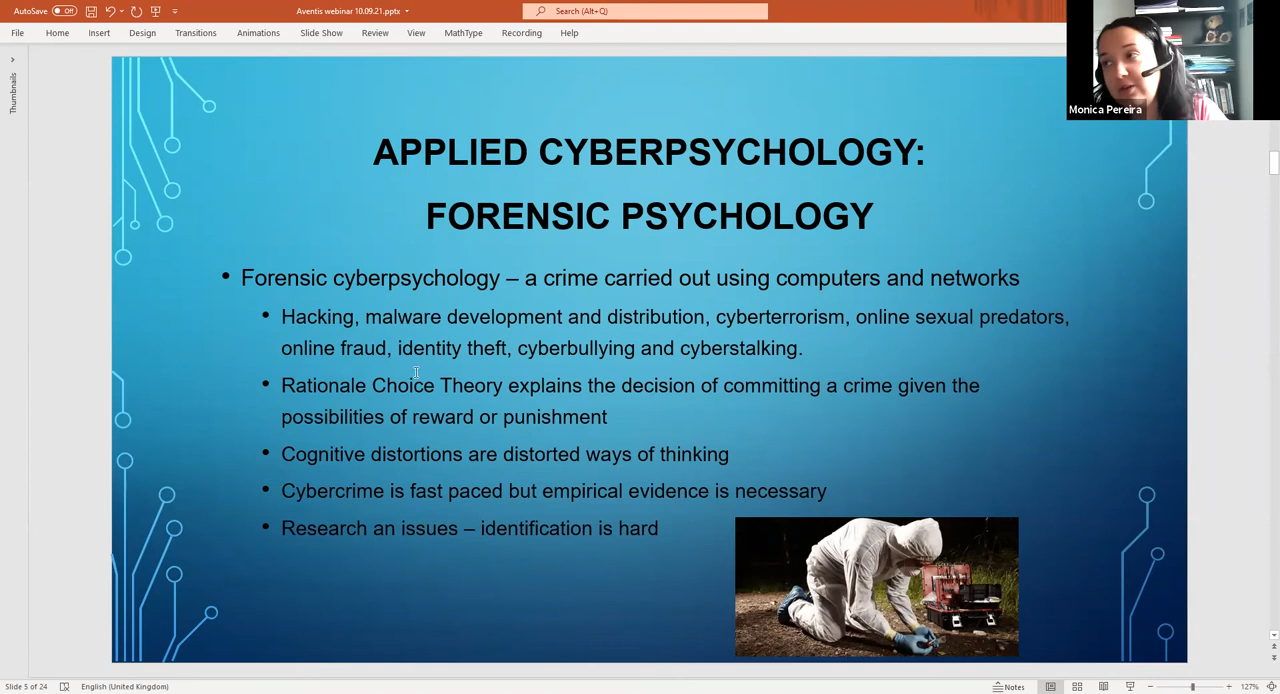 AutoSave Off Aventis webinar 10.09.21.pptx Search (Alt+Q)
File Home Insert Design Transitions Animations Slide Show Review View MathType Recording Help
Thumbnails
Monica Pereira
APPLIED CYBERPSYCHOLOGY:
FORENSIC PSYCHOLOGY
• Forensic cyberpsychology – a crime carried out using computers and networks
• Hacking, malware development and distribution, cyberterrorism, online sexual predators,
online fraud, identity theft, cyberbullying and cyberstalking.
• Rationale Choice Theory explains the decision of committing a crime given the
possibilities of reward or punishment
• Cognitive distortions are distorted ways of thinking
• Cybercrime is fast paced but empirical evidence is necessary
• Research an issues – identification is hard
Slide 5 of 24 English (United Kingdom) Notes 127%